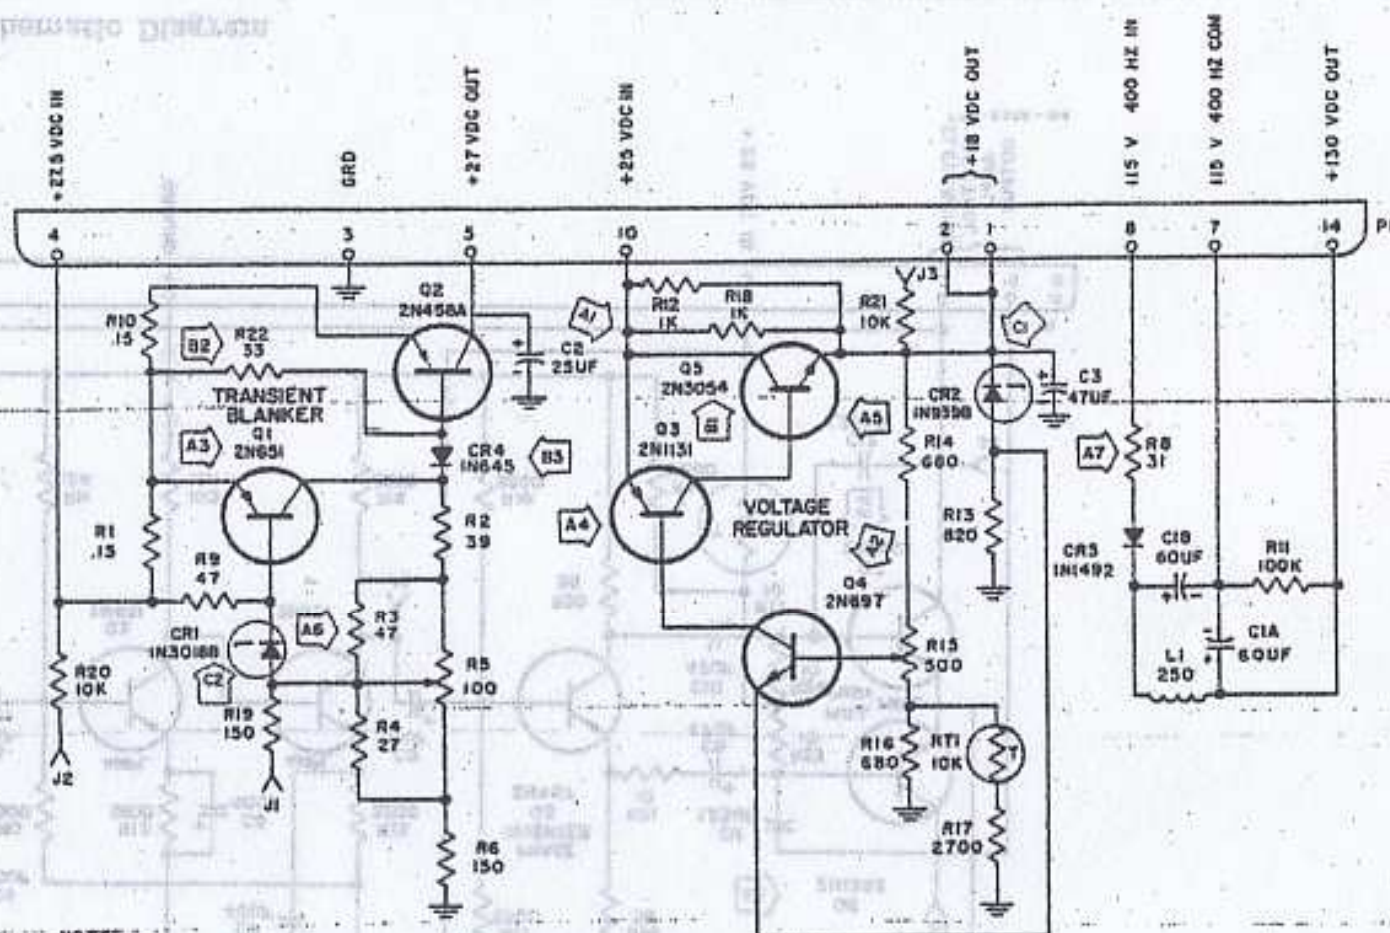 +27.5 VDC IN
GRD
+27 VDC OUT
+25 VDC IN
+18 VDC OUT
115 V 400 HZ IN
115 V 400 HZ COM
+130 VDC OUT
4
3
5
10
2
1
8
7
14
R10
.15
B2
R22
33
TRANSIENT
BLANKER
Q2
2N458A
C2
25UF
A3
Q1
2N651
CR4
1N645
B3
R1
.15
R9
47
R2
39
CR1
1N3018B
A6
R3
47
C2
R20
10K
R5
100
R19
150
R4
27
J2
J1
R6
150
A1
R12
1K
R18
1K
J3
R21
10K
C1
Q5
2N3054
B1
A5
CR2
1N939B
C3
47UF
Q3
2N1131
R14
680
A4
VOLTAGE
REGULATOR
A2
R13
820
Q4
2N697
R15
500
R16
680
RT1
10K
T
R17
2700
A7
R8
31
CR3
1N1492
C1B
60UF
R11
100K
L1
250
C1A
60UF